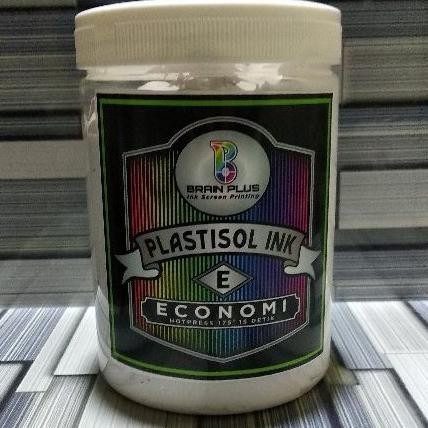 B
BRAIN PLUS
Ink Screen Printing
PLASTISOL INK
E
ECONOMI
HOTPRESS 175° 15 DETIK